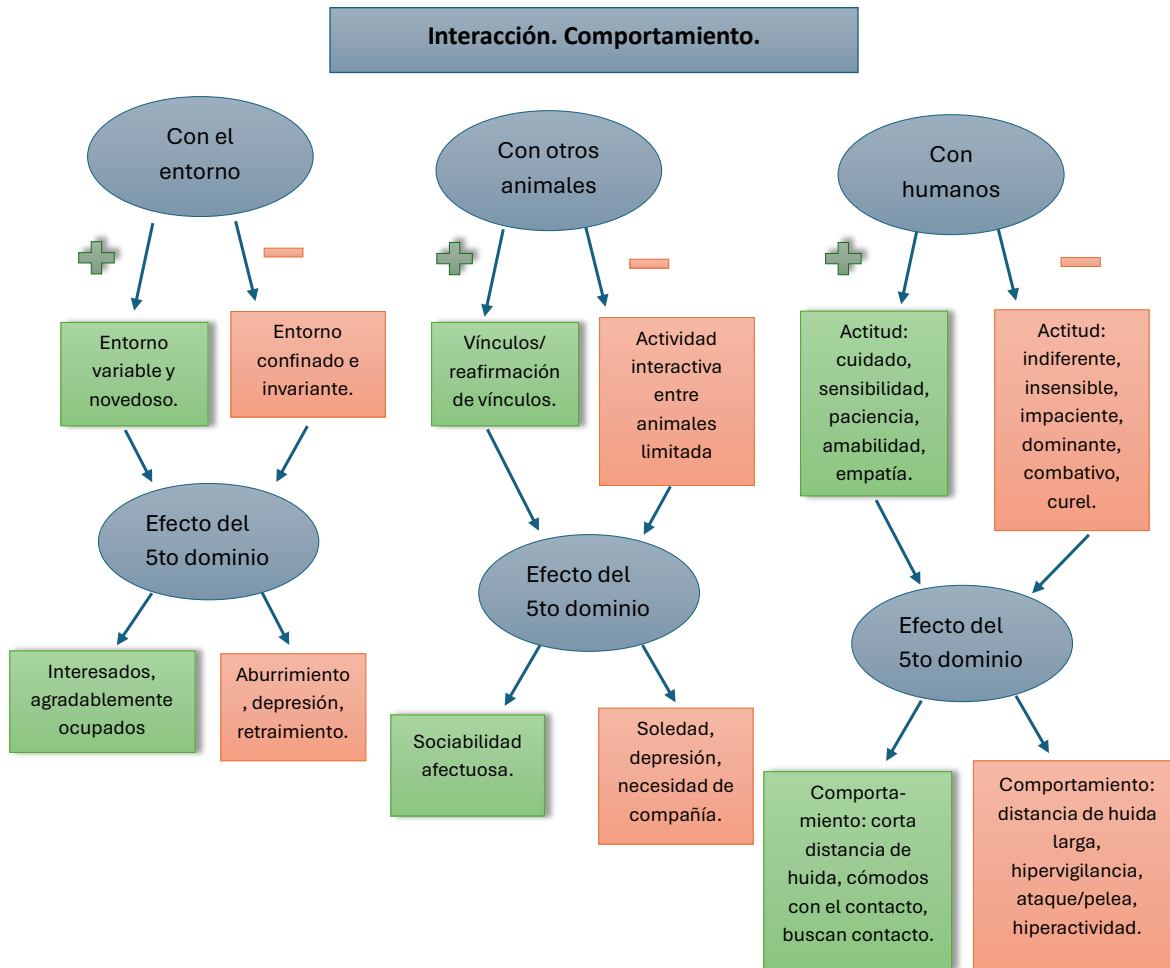 Interacción. Comportamiento.
Con el
entorno
Con otros
animales
Con
humanos
Entorno
variable y
novedoso.
Entorno
confinado e
invariante.
Vínculos/
reafirmación
de vínculos.
Actividad
interactiva
entre
animales
limitada
Actitud:
cuidado,
sensibilidad,
paciencia,
amabilidad,
empatía.
Actitud:
indiferente,
insensible,
impaciente,
dominante,
combativo,
curel.
Efecto del
5to dominio
Efecto del
5to dominio
Efecto del
5to dominio
Interesados,
agradablemente
ocupados
Aburrimiento
, depresión,
retraimiento.
Sociabilidad
afectuosa.
Soledad,
depresión,
necesidad de
compañía.
Comporta-
miento: corta
distancia de
huida, cómodos
con el contacto,
buscan contacto.
Comportamiento:
distancia de huida
larga,
hipervigilancia,
ataque/pelea,
hiperactividad.